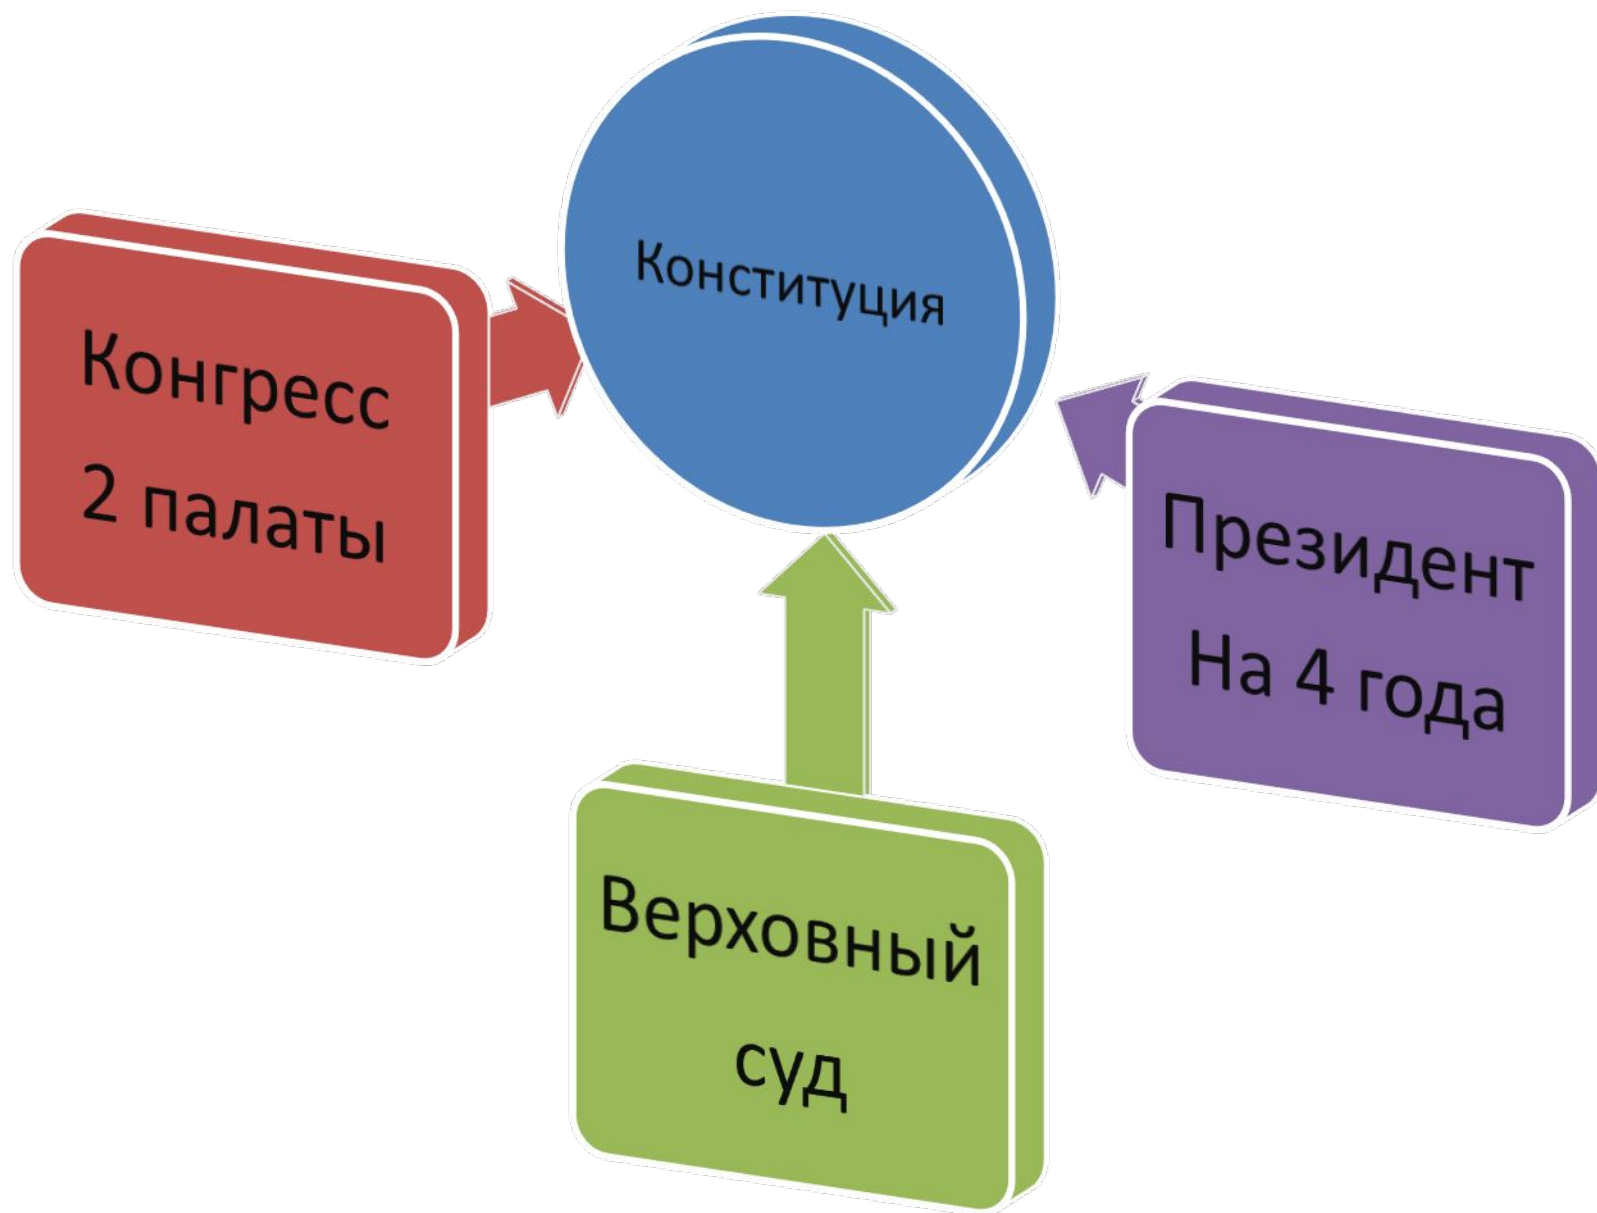 Конституция
Конгресс
2 палаты
Президент
На 4 года
Верховный
суд